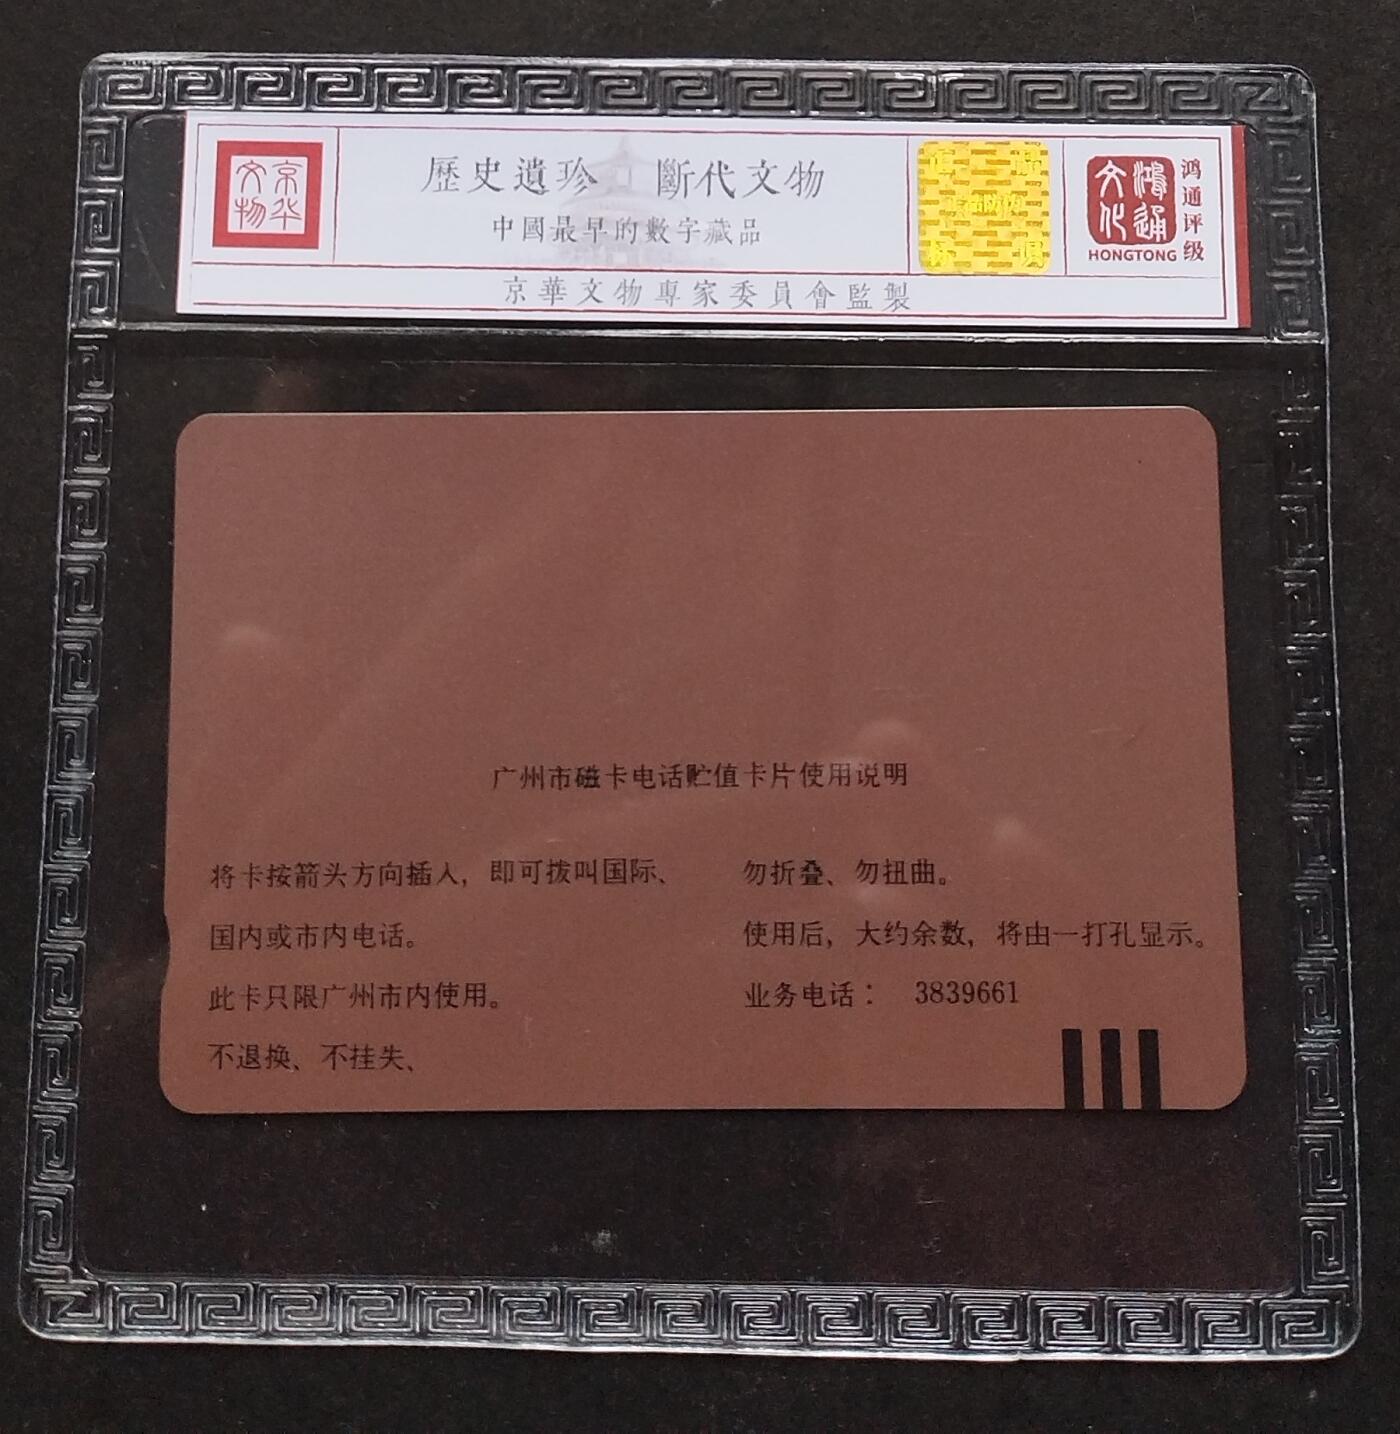 京华
文物
歷史遺珍 斷代文物
中國最早的數字藏品
京華文物專家委員會監製
鸿通
文化
HONGTONG
鸿通评级
广州市磁卡电话贮值卡片使用说明
将卡按箭头方向插入，即可拨叫国际、
国内或市内电话。
此卡只限广州市内使用。
不退换、不挂失、
勿折叠、勿扭曲。
使用后，大约余数，将由一打孔显示。
业务电话： 3839661